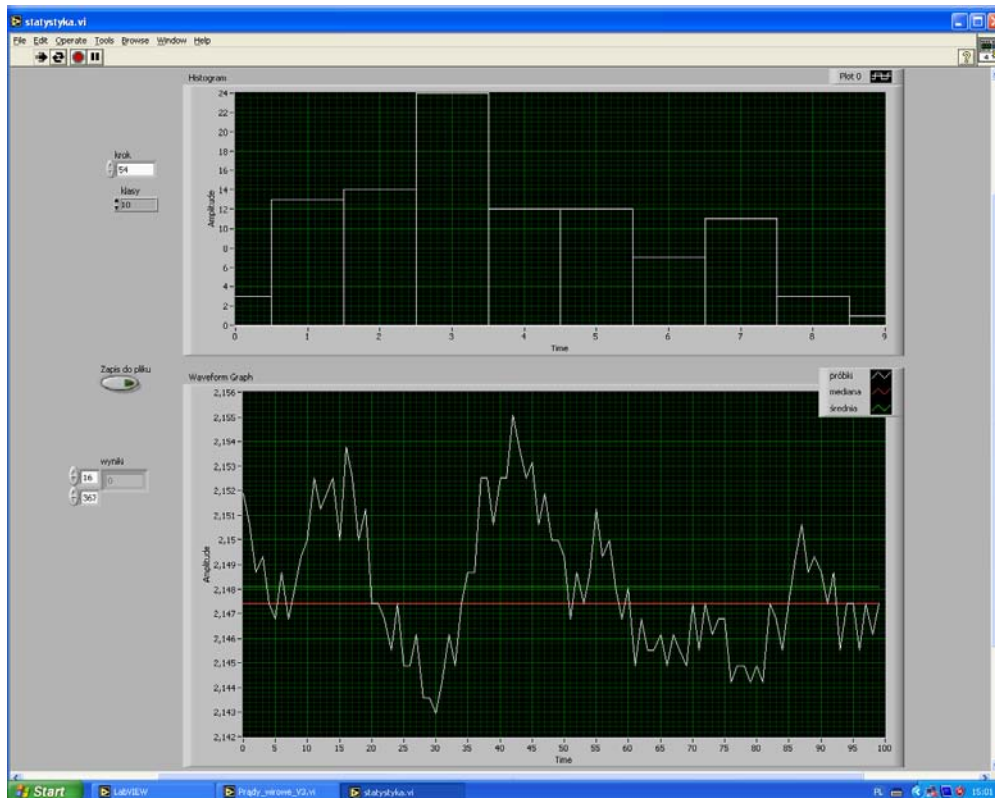 statystyka.vi
File Edit Operate Tools Browse Window Help
Histogram
Plot 0
24
22
20
18
16
14
12
10
8
6
4
2
0
Amplitude
0 1 2 3 4 5 6 7 8 9
Time
krok
54
klasy
10
Zapis do pliku
wyniki
16
0
367
Waveform Graph
próbki
mediana
średnia
2,156
2,155
2,154
2,153
2,152
2,151
2,15
2,149
2,148
2,147
2,146
2,145
2,144
2,143
2,142
Amplitude
0 5 10 15 20 25 30 35 40 45 50 55 60 65 70 75 80 85 90 95 100
Time
Start
LabVIEW
Prądy_wirowe_V3.vi
statystyka.vi
PL
15:01